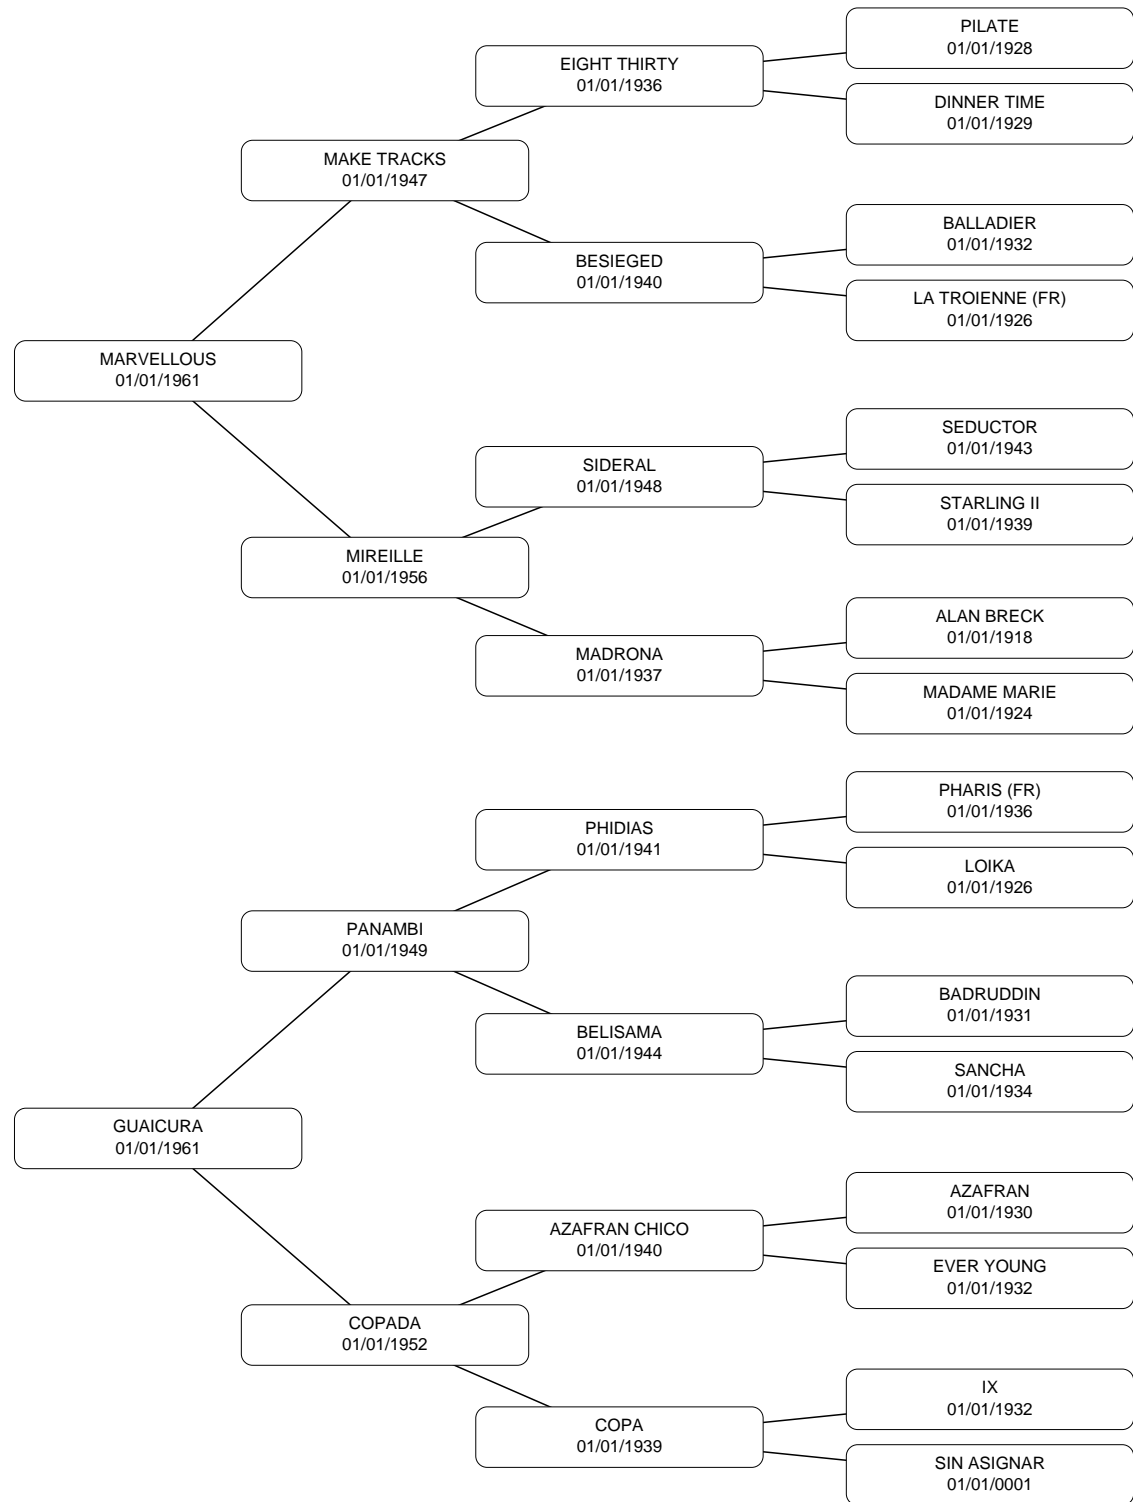 PILATE
01/01/1928
EIGHT THIRTY
01/01/1936
DINNER TIME
01/01/1929
MAKE TRACKS
01/01/1947
BALLADIER
01/01/1932
BESIEGED
01/01/1940
LA TROIENNE (FR)
01/01/1926
MARVELLOUS
01/01/1961
SEDUCTOR
01/01/1943
SIDERAL
01/01/1948
STARLING II
01/01/1939
MIREILLE
01/01/1956
ALAN BRECK
01/01/1918
MADRONA
01/01/1937
MADAME MARIE
01/01/1924
PHARIS (FR)
01/01/1936
PHIDIAS
01/01/1941
LOIKA
01/01/1926
PANAMBI
01/01/1949
BADRUDDIN
01/01/1931
BELISAMA
01/01/1944
SANCHA
01/01/1934
GUAICURA
01/01/1961
AZAFRAN
01/01/1930
AZAFRAN CHICO
01/01/1940
EVER YOUNG
01/01/1932
COPADA
01/01/1952
IX
01/01/1932
COPA
01/01/1939
SIN ASIGNAR
01/01/0001